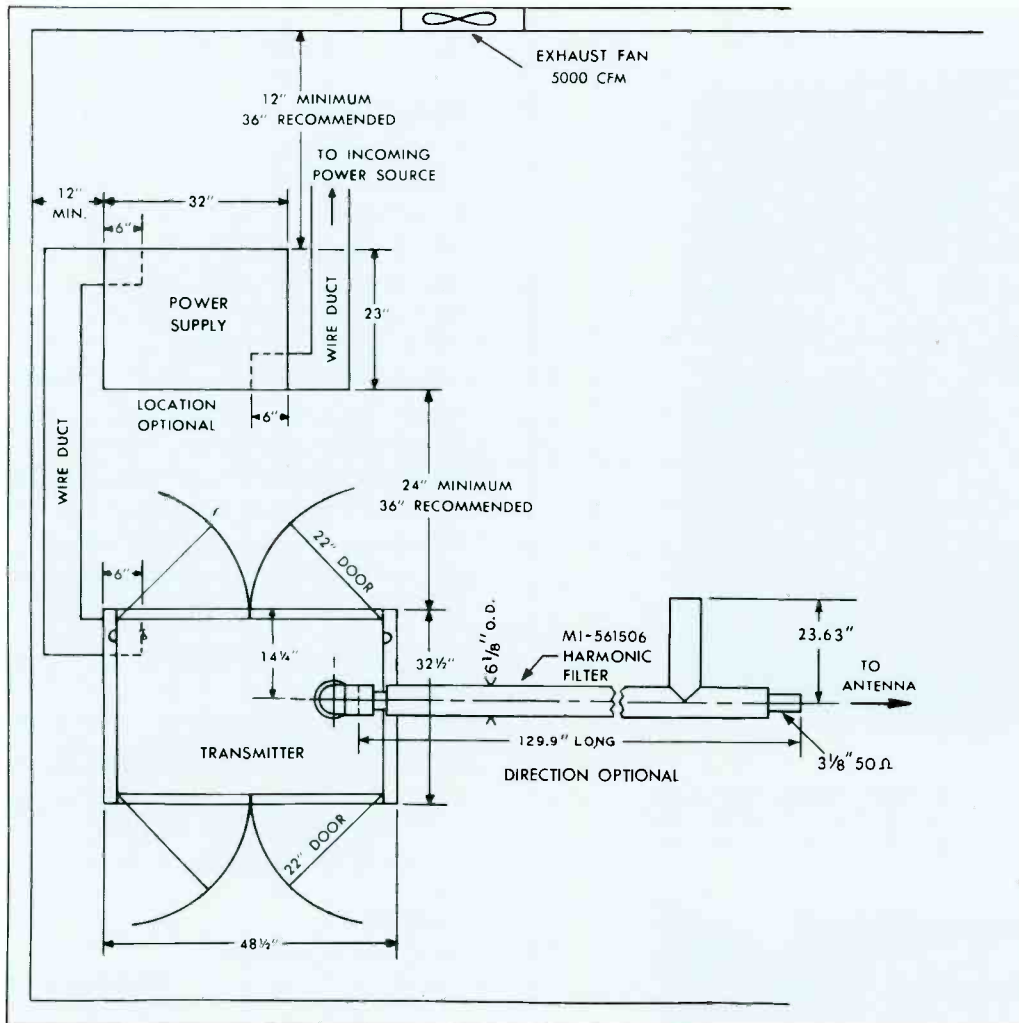 EXHAUST FAN
5000 CFM
12" MINIMUM
36" RECOMMENDED
TO INCOMING
POWER SOURCE
12"
MIN.
32"
6"
POWER
SUPPLY
WIRE DUCT
23"
LOCATION
OPTIONAL
6"
WIRE DUCT
24" MINIMUM
36" RECOMMENDED
22" DOOR
6"
14¼"
32½"
6⅛" O.D.
MI-561506
HARMONIC
FILTER
23.63"
TO
ANTENNA
129.9" LONG
3⅛" 50Ω
TRANSMITTER
DIRECTION OPTIONAL
22" DOOR
48½"